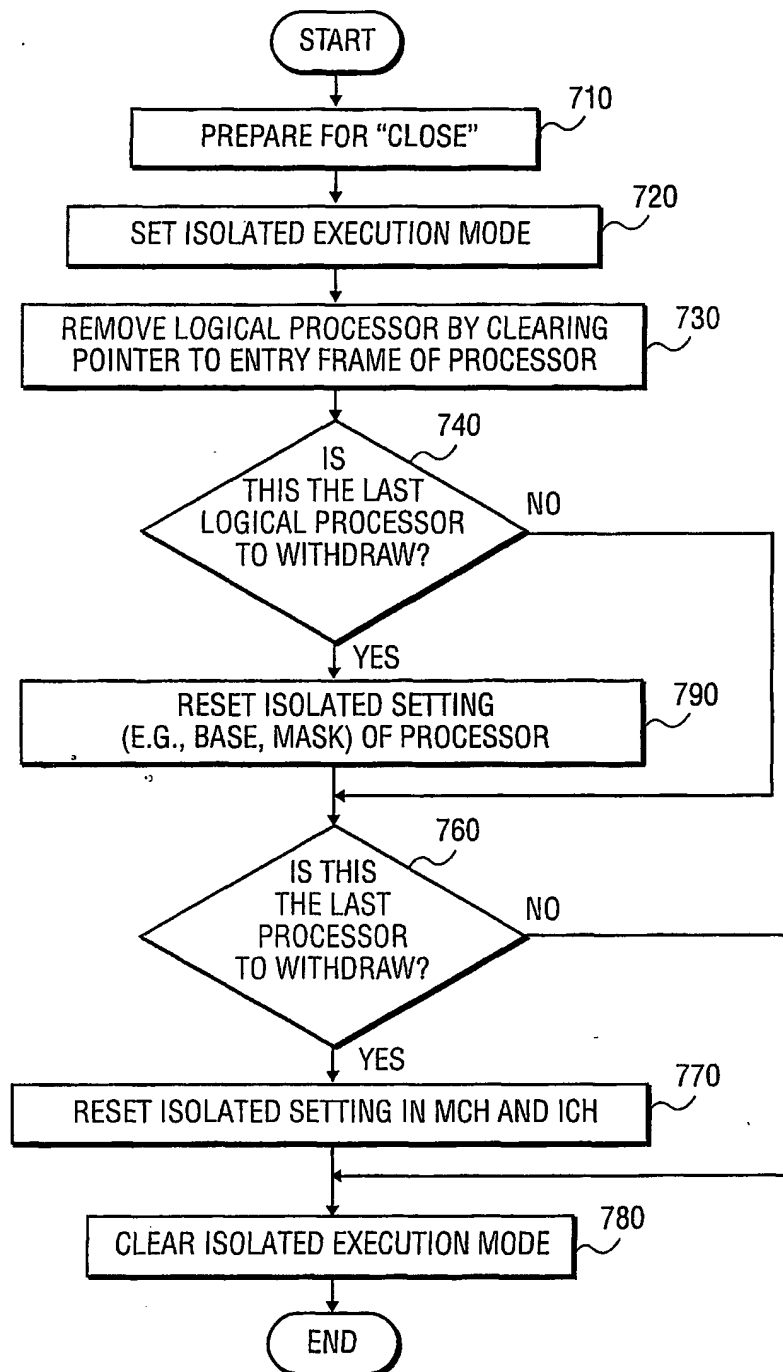 START
710
PREPARE FOR “CLOSE”
720
SET ISOLATED EXECUTION MODE
730
REMOVE LOGICAL PROCESSOR BY CLEARING
POINTER TO ENTRY FRAME OF PROCESSOR
740
IS
THIS THE LAST
LOGICAL PROCESSOR
TO WITHDRAW?
NO
YES
790
RESET ISOLATED SETTING
(E.G., BASE, MASK) OF PROCESSOR
760
IS THIS
THE LAST
PROCESSOR
TO WITHDRAW?
NO
YES
770
RESET ISOLATED SETTING IN MCH AND ICH
780
CLEAR ISOLATED EXECUTION MODE
END